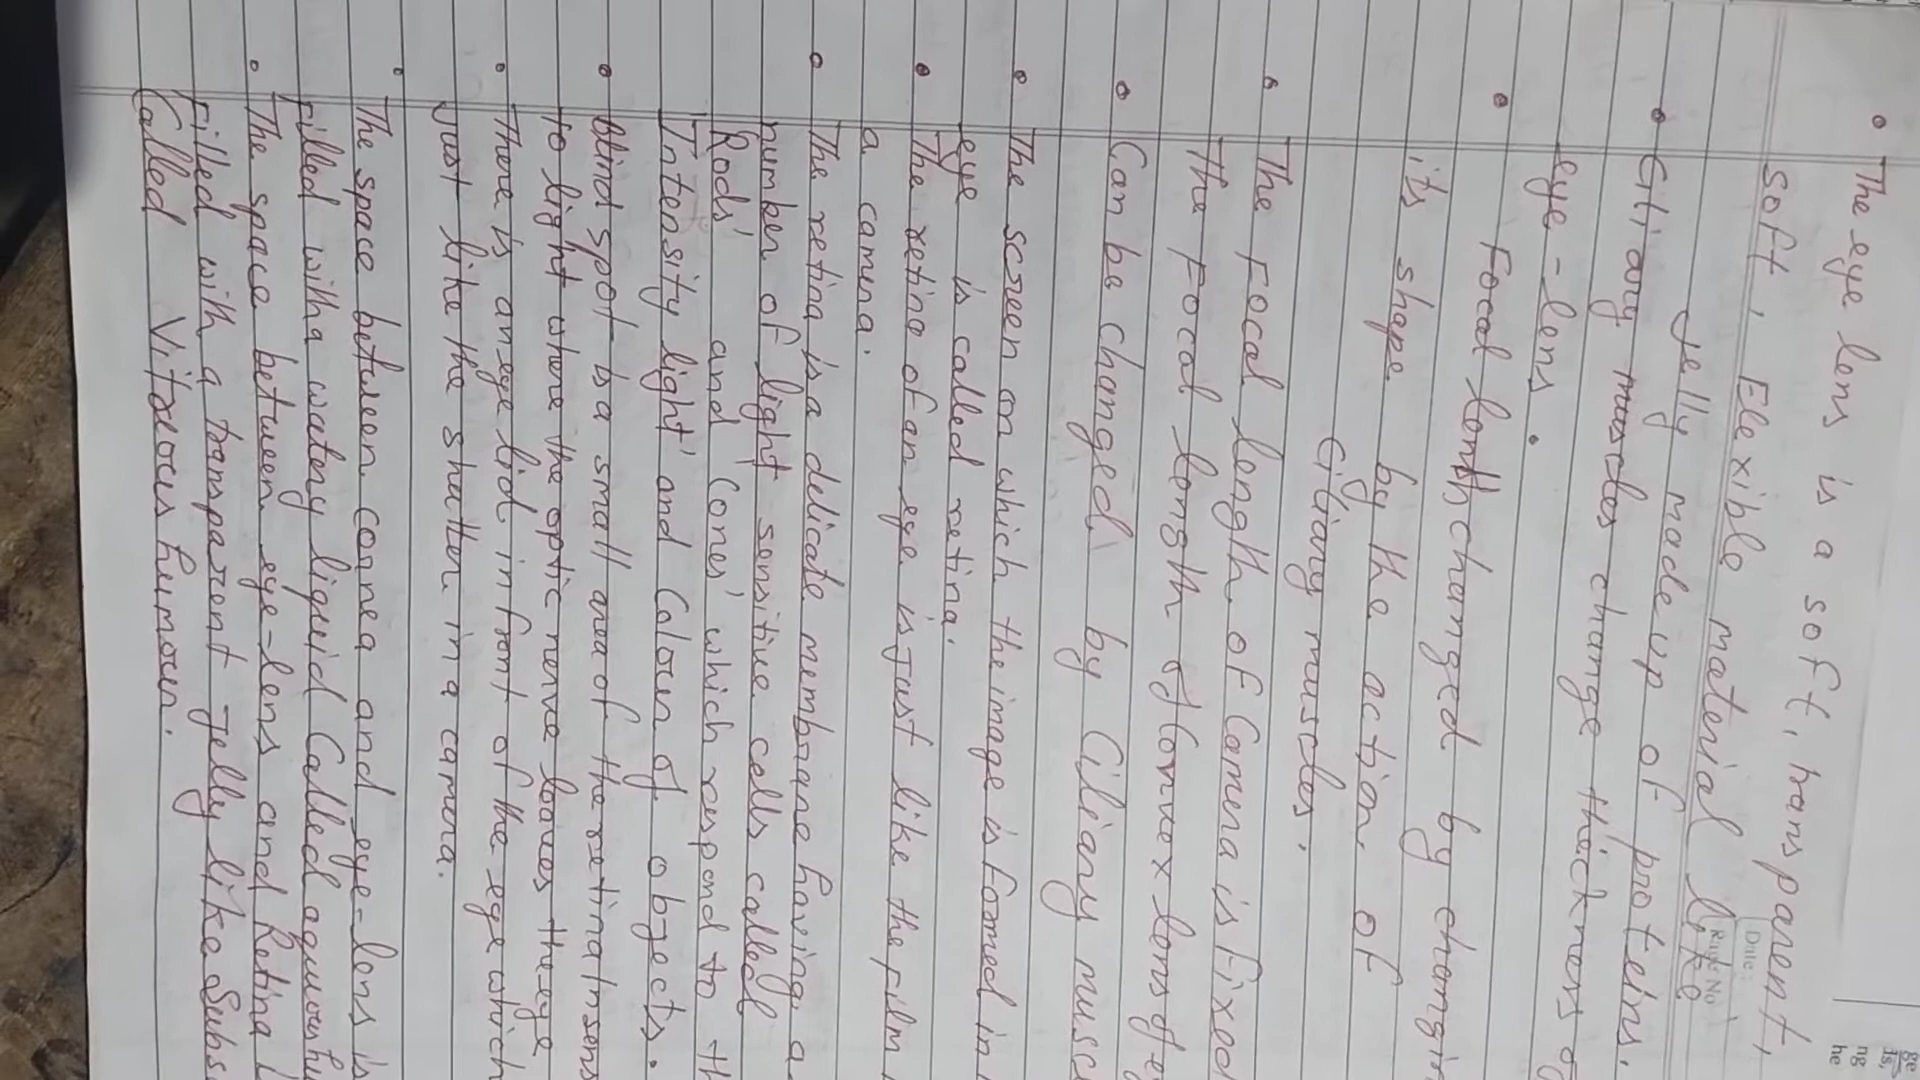 Date:
Page No
• The eye lens is a soft, transparent,
soft, Elexible material like
jelly made up of proteins.
• Ciliary muscles change thickness of
eye-lens.
• Focal lenth changed by changin
its shape by the action of
Ciliary muscles.
• The Focal length of Camera is Fixed
The Focal length of Convex lens of ey
• Can be changed by Ciliary musc
• The screen on which the image is formed in
eye is called retina.
• The retina of an eye is Just like the Film
a camera.
• The retina is a delicate membrane having a
number of light sensitive cells called
'Rods' and 'Cones' which respond to th
'Intensity light' and Colour of objects.
• Blind spot is a small area of the retina Insens
to light where the optic nerve leaves the eye
• There is an eye lid in front of the eye which
Just like the shutter in a camera.
• The space between cornea and eye-lens is
Filled with a watery liquid Called aqueous hu
• The space between eye-lens and Retina
Filled with a transparent jelly like Subs
Called Vitreous humour.